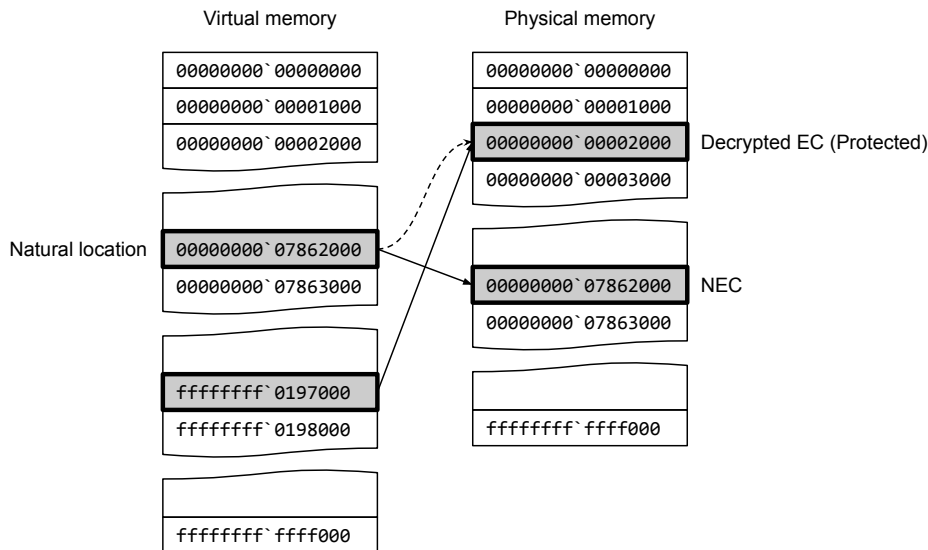 Virtual memory
00000000`00000000
00000000`00001000
00000000`00002000
Natural location
00000000`07862000
00000000`07863000
ffffffff`0197000
ffffffff`0198000
ffffffff`ffff000
Physical memory
00000000`00000000
00000000`00001000
00000000`00002000
Decrypted EC (Protected)
00000000`00003000
00000000`07862000
NEC
00000000`07863000
ffffffff`ffff000